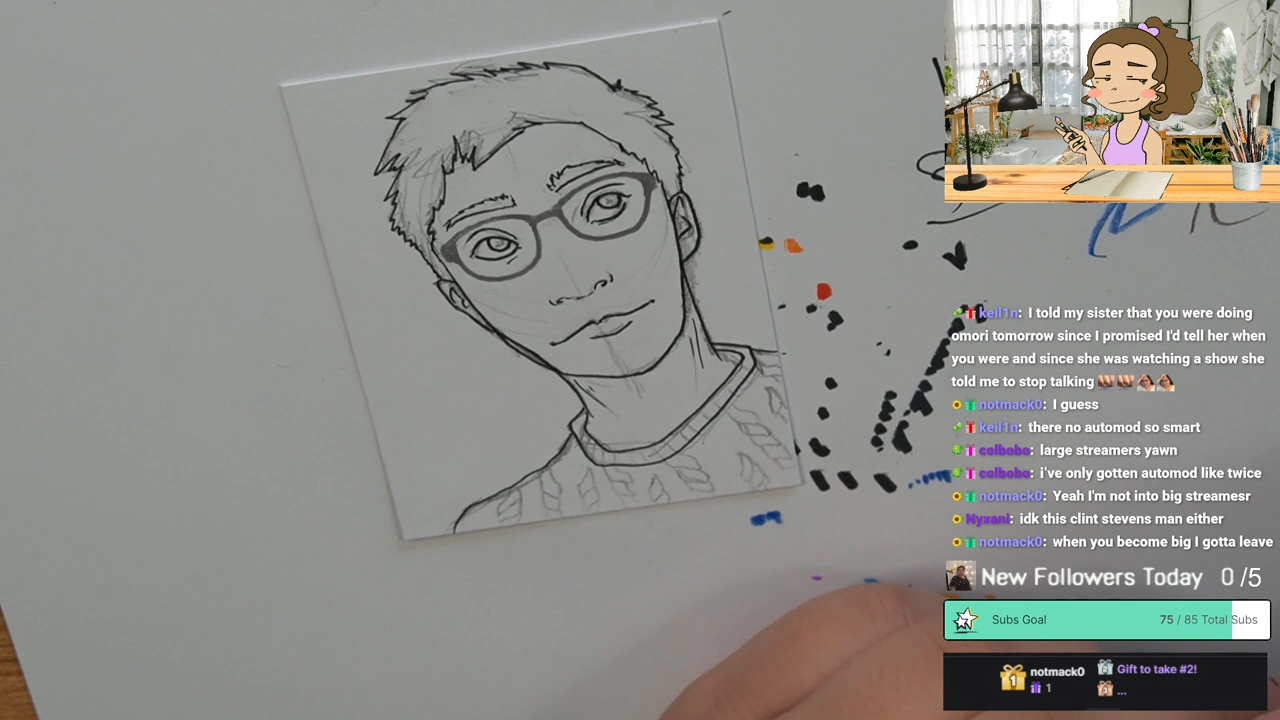 keil1n: I told my sister that you were doing
omori tomorrow since I promised I'd tell her when
you were and since she was watching a show she
told me to stop talking
notmack0: I guess
keil1n: there no automod so smart
colbobo: large streamers yawn
colbobo: i've only gotten automod like twice
notmack0: Yeah I'm not into big streamesr
Nyxani: idk this clint stevens man either
notmack0: when you become big I gotta leave
New Followers Today 0 /5
Subs Goal 75 / 85 Total Subs
1 notmack0 1
2 Gift to take #2!
3 ...